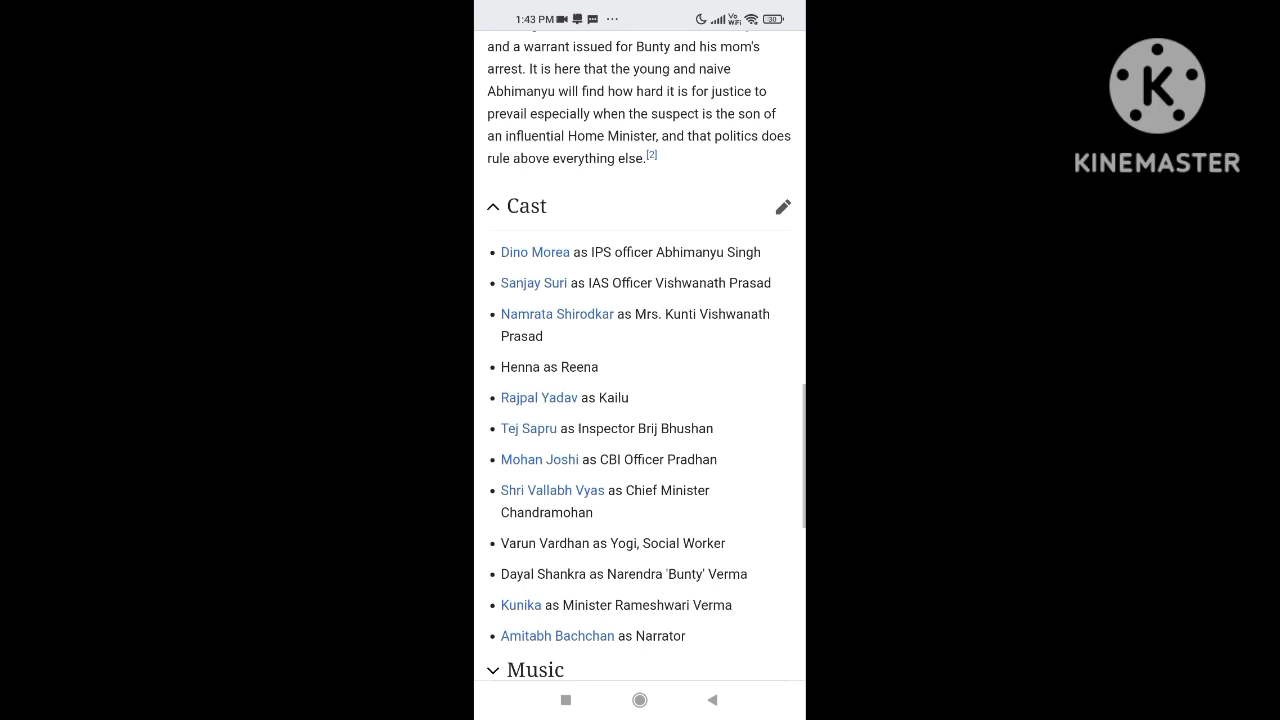 1:43 PM
Vo
WiFi
30
and a warrant issued for Bunty and his mom's
arrest. It is here that the young and naive
Abhimanyu will find how hard it is for justice to
prevail especially when the suspect is the son of
an influential Home Minister, and that politics does
rule above everything else.[2]
Cast
• Dino Morea as IPS officer Abhimanyu Singh
• Sanjay Suri as IAS Officer Vishwanath Prasad
• Namrata Shirodkar as Mrs. Kunti Vishwanath
Prasad
• Henna as Reena
• Rajpal Yadav as Kailu
• Tej Sapru as Inspector Brij Bhushan
• Mohan Joshi as CBI Officer Pradhan
• Shri Vallabh Vyas as Chief Minister
Chandramohan
• Varun Vardhan as Yogi, Social Worker
• Dayal Shankra as Narendra 'Bunty' Verma
• Kunika as Minister Rameshwari Verma
• Amitabh Bachchan as Narrator
Music
K
KINEMASTER